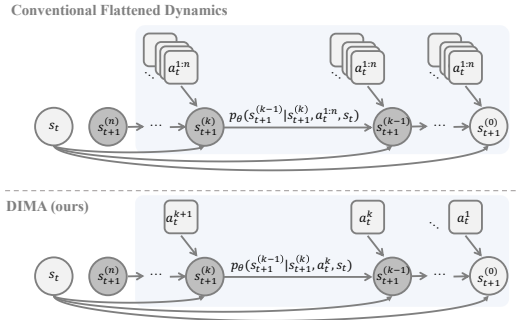 Conventional Flattened Dynamics
a_t^{1:n} a_t^{1:n} a_t^{1:n}
p_θ(s_{t+1}^{(k-1)}|s_{t+1}^{(k)}, a_t^{1:n}, s_t)
s_t s_{t+1}^{(n)} ... s_{t+1}^{(k)} s_{t+1}^{(k-1)} ... s_{t+1}^{(0)}
DIMA (ours)
a_t^{k+1} a_t^k ... a_t^1
p_θ(s_{t+1}^{(k-1)}|s_{t+1}^{(k)}, a_t^k, s_t)
s_t s_{t+1}^{(n)} ... s_{t+1}^{(k)} s_{t+1}^{(k-1)} ... s_{t+1}^{(0)}